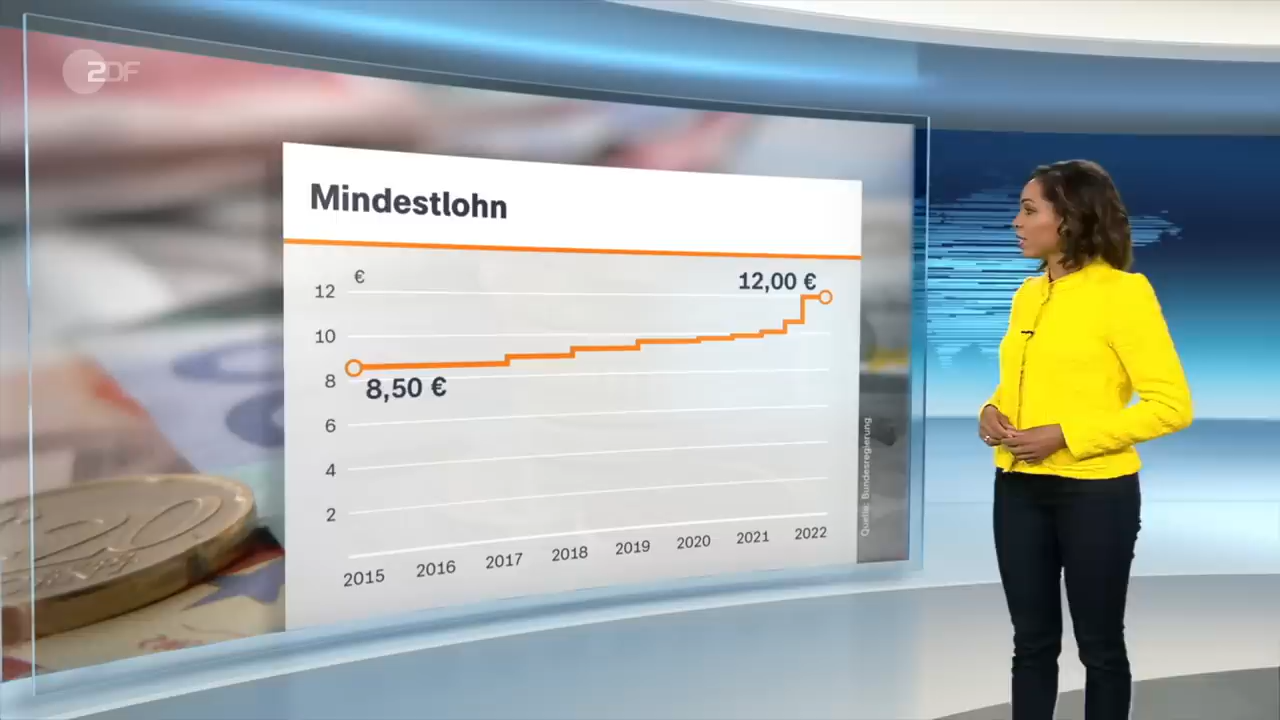 ZDF
Mindestlohn
€
12,00 €
12
10
8
8,50 €
6
4
2
2015 2016 2017 2018 2019 2020 2021 2022
Quelle: Bundesregierung